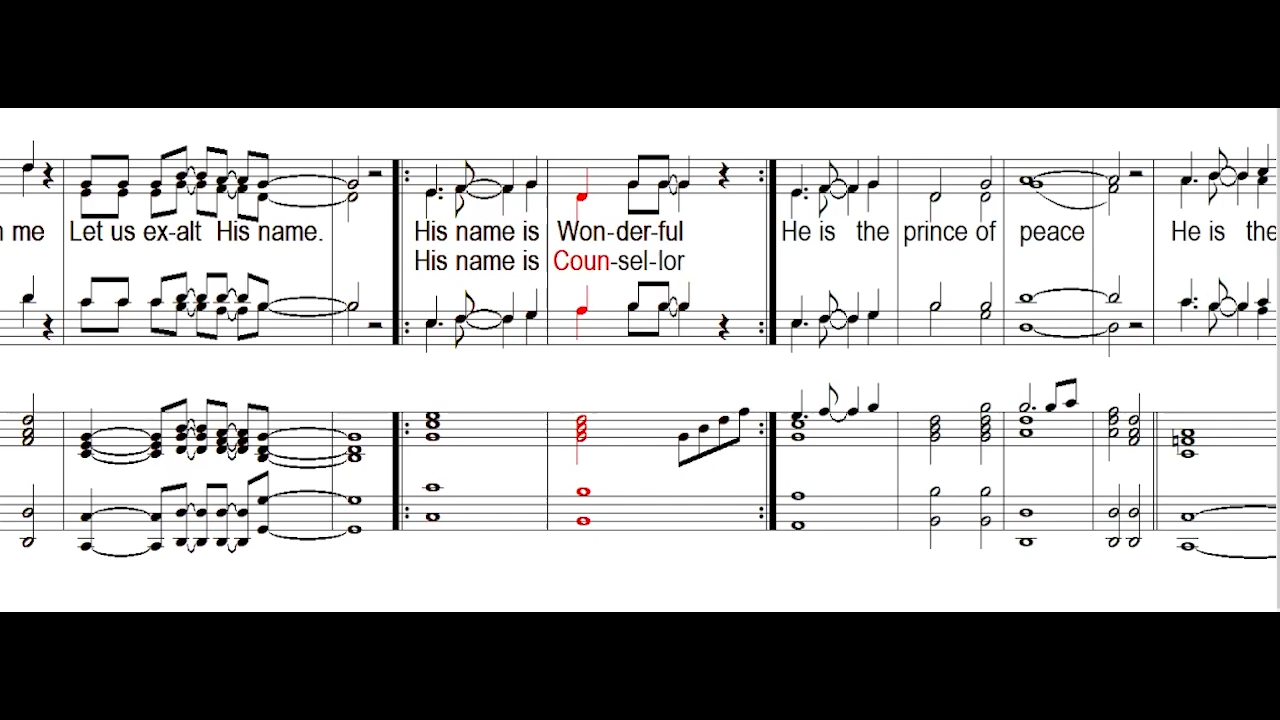 me Let us ex-alt His name. His name is Won-der-ful He is the prince of peace He is the
His name is Coun-sel-lor